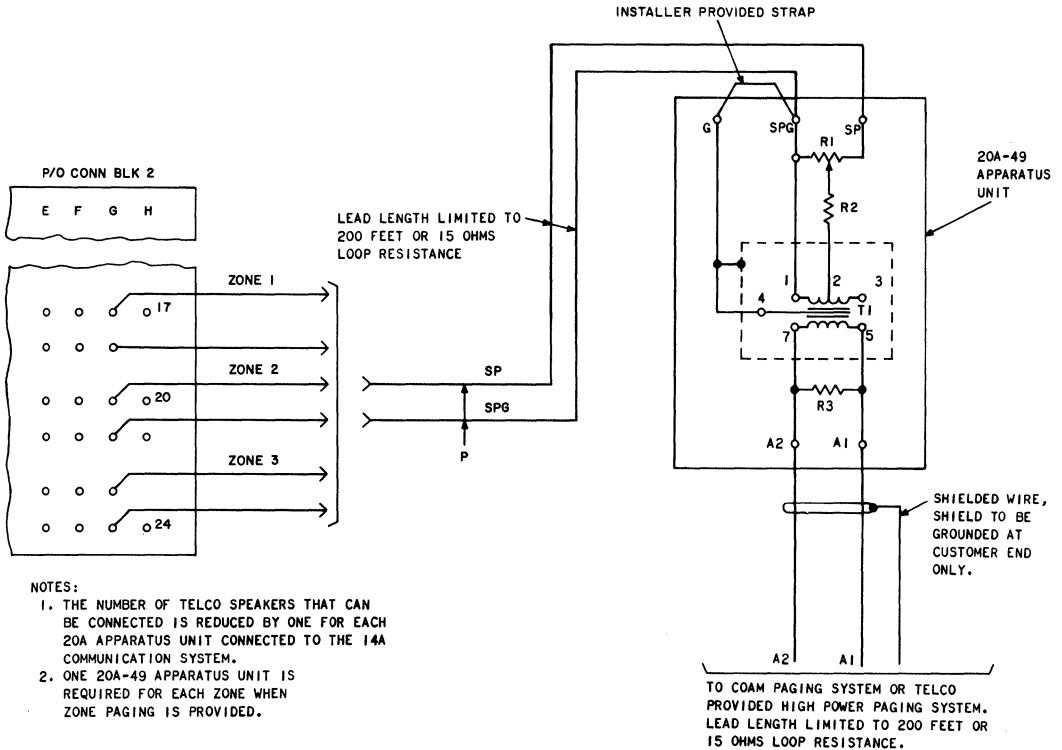 INSTALLER PROVIDED STRAP
G
SPG
SP
R1
20A-49
APPARATUS
UNIT
P/O CONN BLK 2
E F G H
LEAD LENGTH LIMITED TO
200 FEET OR 15 OHMS
LOOP RESISTANCE
R2
ZONE 1
17
1 2 3
4
T1
7 5
ZONE 2
20
SP
SPG
P
R3
A2 A1
ZONE 3
24
SHIELDED WIRE,
SHIELD TO BE
GROUNDED AT
CUSTOMER END
ONLY.
NOTES:
1. THE NUMBER OF TELCO SPEAKERS THAT CAN
BE CONNECTED IS REDUCED BY ONE FOR EACH
20A APPARATUS UNIT CONNECTED TO THE 14A
COMMUNICATION SYSTEM.
2. ONE 20A-49 APPARATUS UNIT IS
REQUIRED FOR EACH ZONE WHEN
ZONE PAGING IS PROVIDED.
A2 A1
TO COAM PAGING SYSTEM OR TELCO
PROVIDED HIGH POWER PAGING SYSTEM.
LEAD LENGTH LIMITED TO 200 FEET OR
15 OHMS LOOP RESISTANCE.